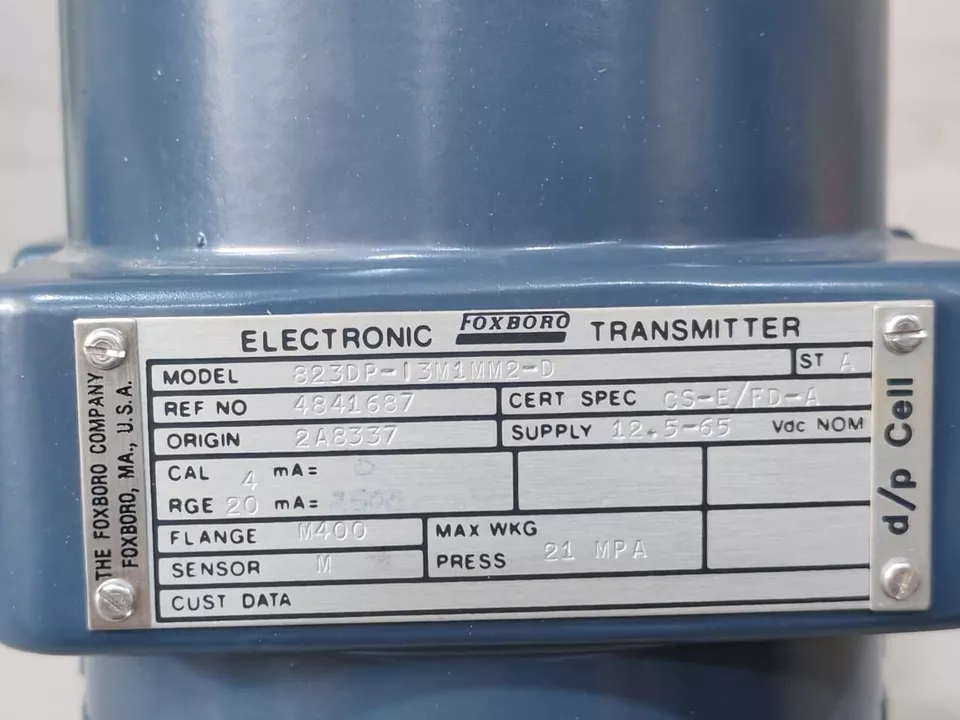 ELECTRONIC FOXBORO TRANSMITTER
MODEL 823DP-I3M1MM2-D ST A
REF NO 4841687 CERT SPEC CS-E/FD-A
ORIGIN 2A8337 SUPPLY 12.5-65 Vdc NOM
CAL 4 mA=
RGE 20 mA=
FLANGE M400 MAX WKG
SENSOR M PRESS 21 MPA
CUST DATA
THE FOXBORO COMPANY
FOXBORO, MA., U.S.A.
d/p Cell